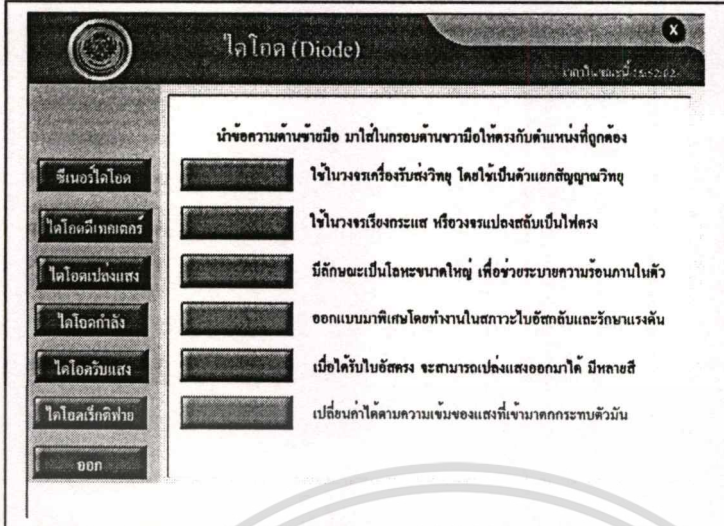 ไดโอด (Diode)
X
เวลาในขณะนี้
นำข้อความด้านซ้ายมือ มาใส่ในกรอบด้านขวามือให้ตรงกับตำแหน่งที่ถูกต้อง
ซีเนอร์ไดโอด
ใช้ในวงจรเครื่องรับส่งวิทยุ โดยใช้เป็นตัวแยกสัญญาณวิทยุ
ไดโอดดีเทคเตอร์
ใช้ในวงจรเรียงกระแส หรือวงจรแปลงสลับเป็นไฟตรง
ไดโอดเปล่งแสง
มีลักษณะเป็นโลหะขนาดใหญ่ เพื่อช่วยระบายความร้อนภานในตัว
ไดโอดกำลัง
ออกแบบมาพิเศษโดยทำงานในสภาวะไบอัสกลับและรักษาแรงดัน
ไดโอดรับแสง
เมื่อได้รับไบอัสตรง จะสามารถเปล่งแสงออกมาได้ มีหลายสี
ไดโอดเร็กติฟาย
เปลี่ยนค่าได้ตามความเข้มของแสงที่เข้ามาตกกระทบตัวมัน
ออก